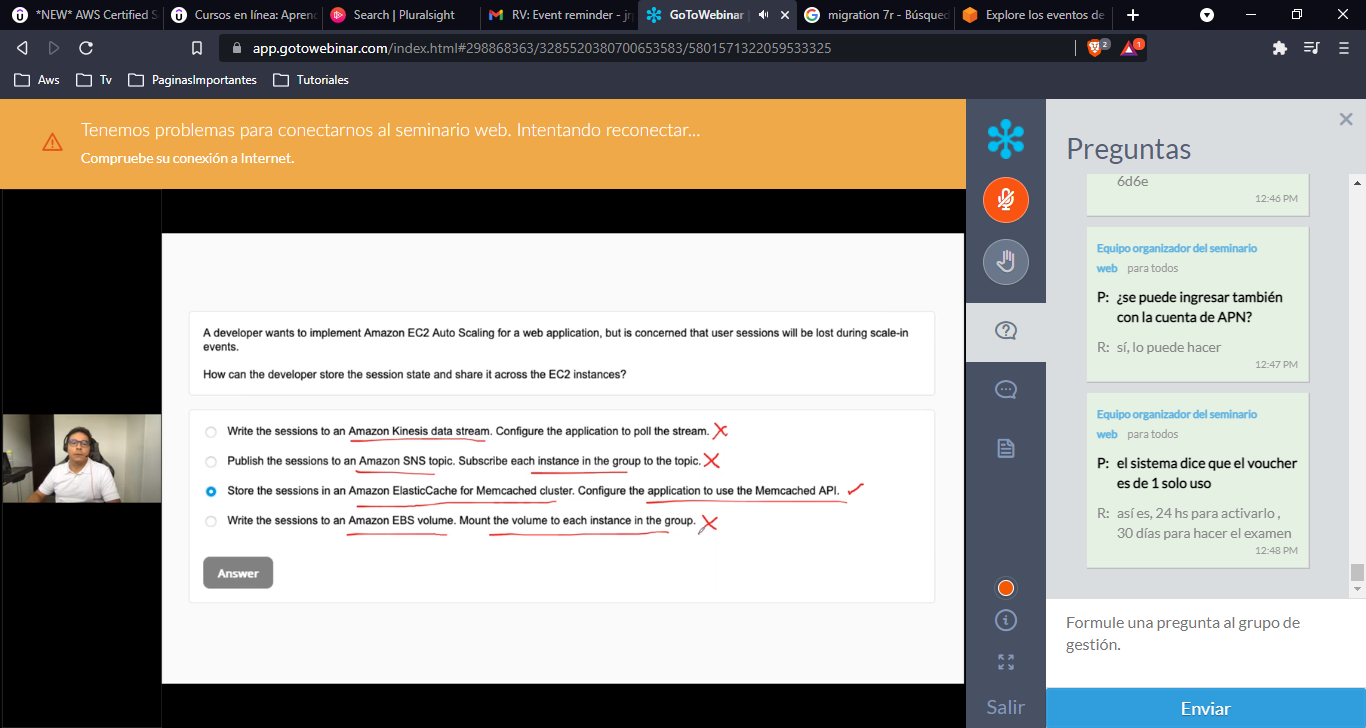 *NEW* AWS Certified S
Cursos en línea: Aprend
Search | Pluralsight
RV: Event reminder - jr
GoToWebinar
migration 7r - Búsqued
Explore los eventos de
app.gotowebinar.com/index.html#298868363/3285520380700653583/5801571322059533325
2
1
Aws
Tv
PaginasImportantes
Tutoriales
Tenemos problemas para conectarnos al seminario web. Intentando reconectar...
Compruebe su conexión a Internet.
A developer wants to implement Amazon EC2 Auto Scaling for a web application, but is concerned that user sessions will be lost during scale-in
events.
How can the developer store the session state and share it across the EC2 instances?
Write the sessions to an Amazon Kinesis data stream. Configure the application to poll the stream.
Publish the sessions to an Amazon SNS topic. Subscribe each instance in the group to the topic.
Store the sessions in an Amazon ElasticCache for Memcached cluster. Configure the application to use the Memcached API.
Write the sessions to an Amazon EBS volume. Mount the volume to each instance in the group.
Answer
Salir
Preguntas
6d6e
12:46 PM
Equipo organizador del seminario
web para todos
P: ¿se puede ingresar también
con la cuenta de APN?
R: sí, lo puede hacer
12:47 PM
Equipo organizador del seminario
web para todos
P: el sistema dice que el voucher
es de 1 solo uso
R: así es, 24 hs para activarlo ,
30 días para hacer el examen
12:48 PM
Formule una pregunta al grupo de
gestión.
Enviar